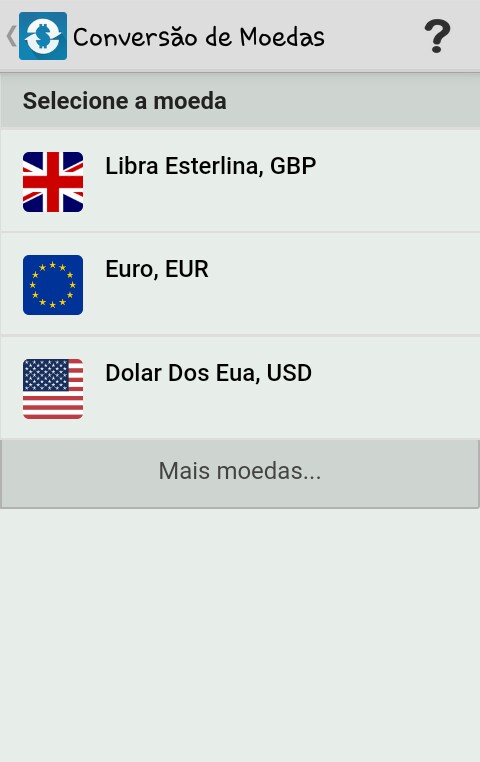 Conversão de Moedas
?
Selecione a moeda
Libra Esterlina, GBP
Euro, EUR
Dolar Dos Eua, USD
Mais moedas...